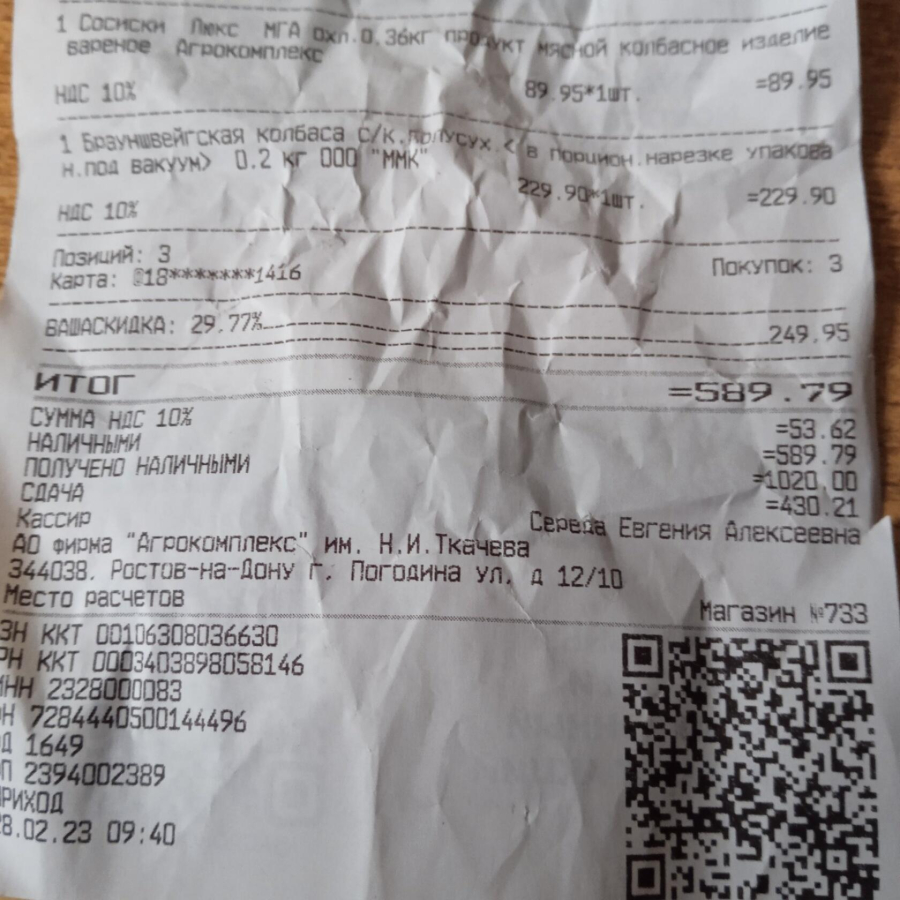 1 Сосиски Люкс МГА охл.0.36кг продукт мясной колбасное изделие
вареное Агрокомплекс
НДС 10% 89.95*1шт. =89.95
1 Брауншвейгская колбаса с/к.полусух.< в порцион.нарезке упакова
н.под вакуум> 0.2 кг ООО "ММК"
НДС 10% 229.90*1шт. =229.90
Позиций: 3 Покупок: 3
Карта: @18*******1416
ВАШАСКИДКА: 29.77% 249.95
ИТОГ =589.79
СУММА НДС 10% =53.62
НАЛИЧНЫМИ =589.79
ПОЛУЧЕНО НАЛИЧНЫМИ =1020.00
СДАЧА =430.21
Кассир Середа Евгения Алексеевна
АО фирма "Агрокомплекс" им. Н.И.Ткачева
344038, Ростов-на-Дону г, Погодина ул, д 12/10
Место расчетов Магазин №733
ЗН ККТ 00106308036630
РН ККТ 0003403898058146
ИНН 2328000083
ФН 7284440500144496
ФД 1649
ФП 2394002389
ПРИХОД
28.02.23 09:40